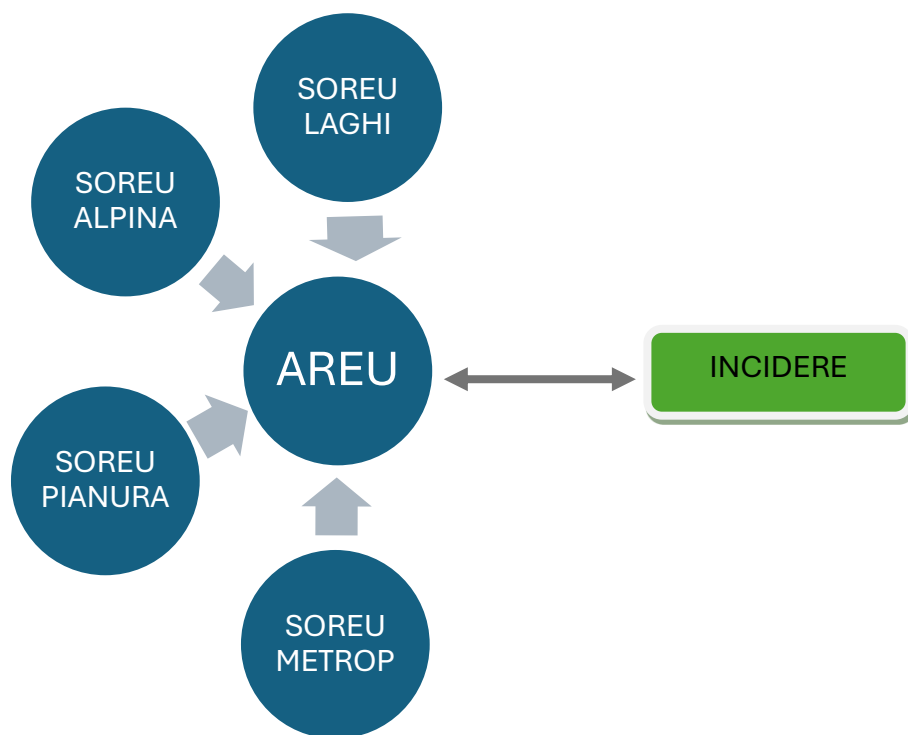 SOREU
LAGHI
SOREU
ALPINA
AREU
INCIDERE
SOREU
PIANURA
SOREU
METROP